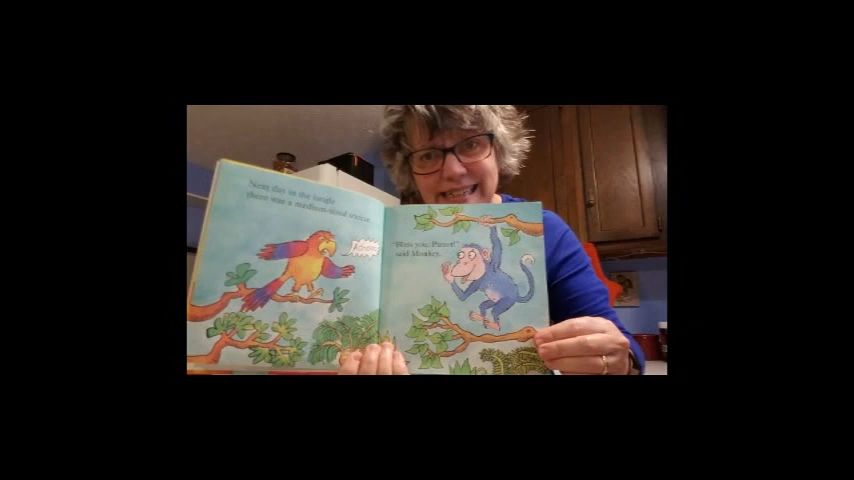 Next day in the jungle
there was a medium-sized sneeze.
"Bless you, Parrot!"
said Monkey.